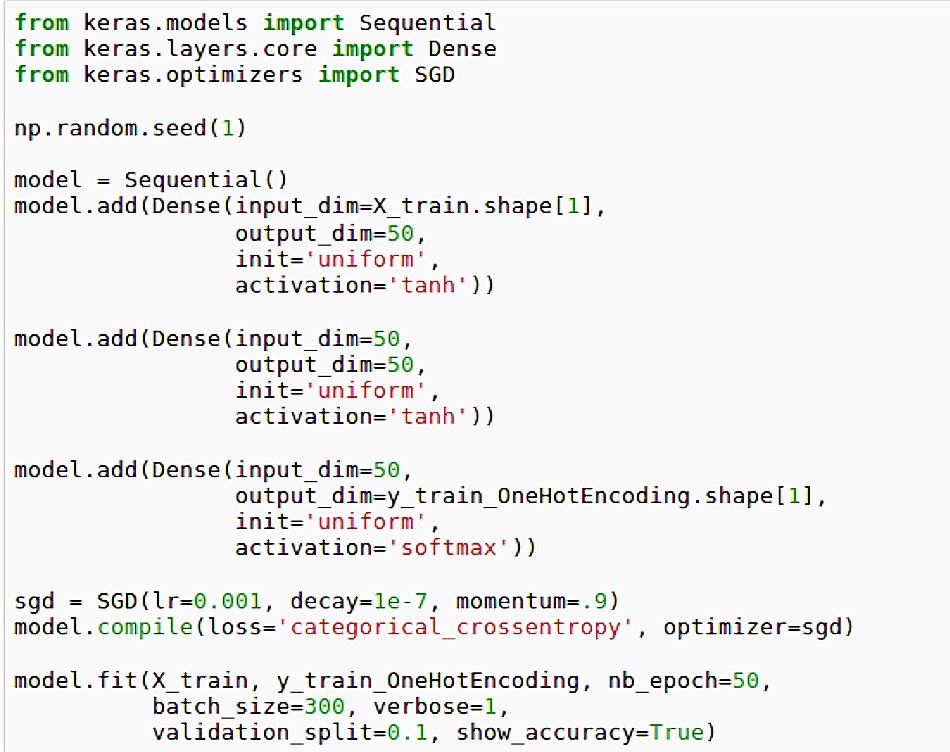 from keras.models import Sequential
from keras.layers.core import Dense
from keras.optimizers import SGD

np.random.seed(1)

model = Sequential()
model.add(Dense(input_dim=X_train.shape[1],
                output_dim=50,
                init='uniform',
                activation='tanh'))

model.add(Dense(input_dim=50,
                output_dim=50,
                init='uniform',
                activation='tanh'))

model.add(Dense(input_dim=50,
                output_dim=y_train_OneHotEncoding.shape[1],
                init='uniform',
                activation='softmax'))

sgd = SGD(lr=0.001, decay=1e-7, momentum=.9)
model.compile(loss='categorical_crossentropy', optimizer=sgd)

model.fit(X_train, y_train_OneHotEncoding, nb_epoch=50,
          batch_size=300, verbose=1,
          validation_split=0.1, show_accuracy=True)